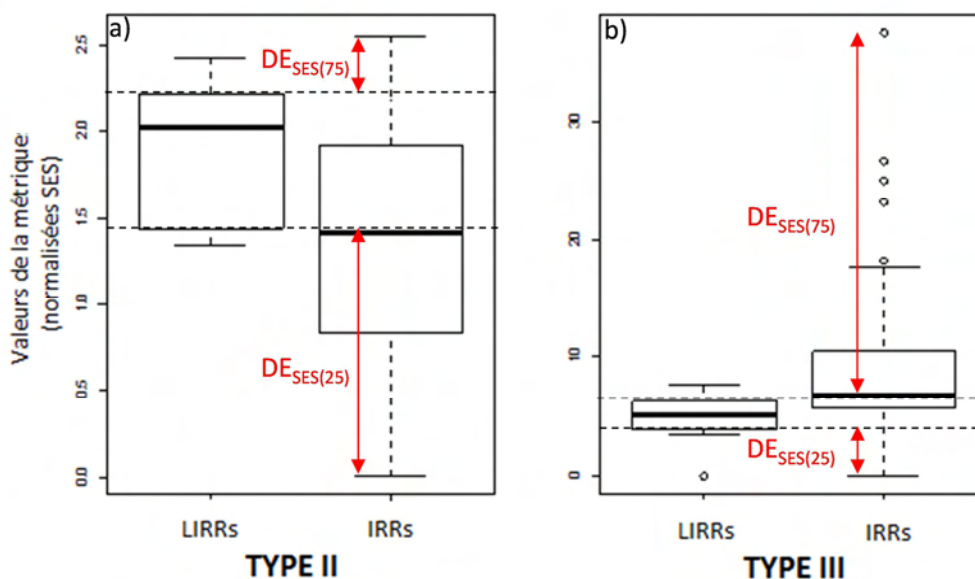 a)
b)
Valeurs de la métrique
(normalisées SES)
2.5
2.0
1.5
1.0
0.5
0.0
DE_SES(75)
DE_SES(25)
LIRRs
IRRs
TYPE II
30
20
10
0
DE_SES(75)
DE_SES(25)
LIRRs
IRRs
TYPE III